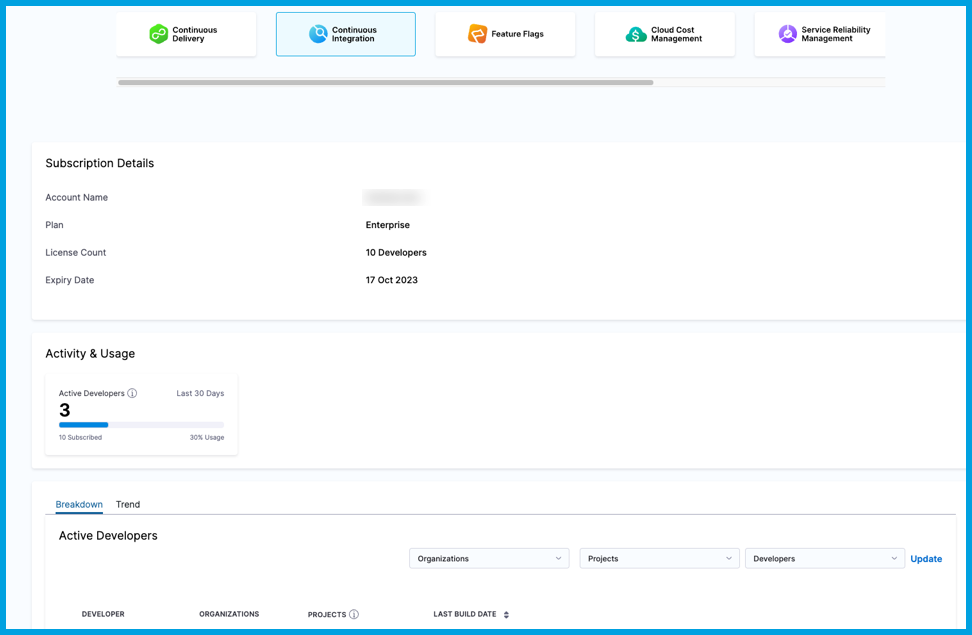 Continuous
Delivery
Continuous
Integration
Feature Flags
Cloud Cost
Management
Service Reliability
Management
Subscription Details
Account Name
Plan Enterprise
License Count 10 Developers
Expiry Date 17 Oct 2023
Activity & Usage
Active Developers Last 30 Days
3
10 Subscribed 30% Usage
Breakdown Trend
Active Developers
Organizations Projects Developers Update
DEVELOPER ORGANIZATIONS PROJECTS LAST BUILD DATE